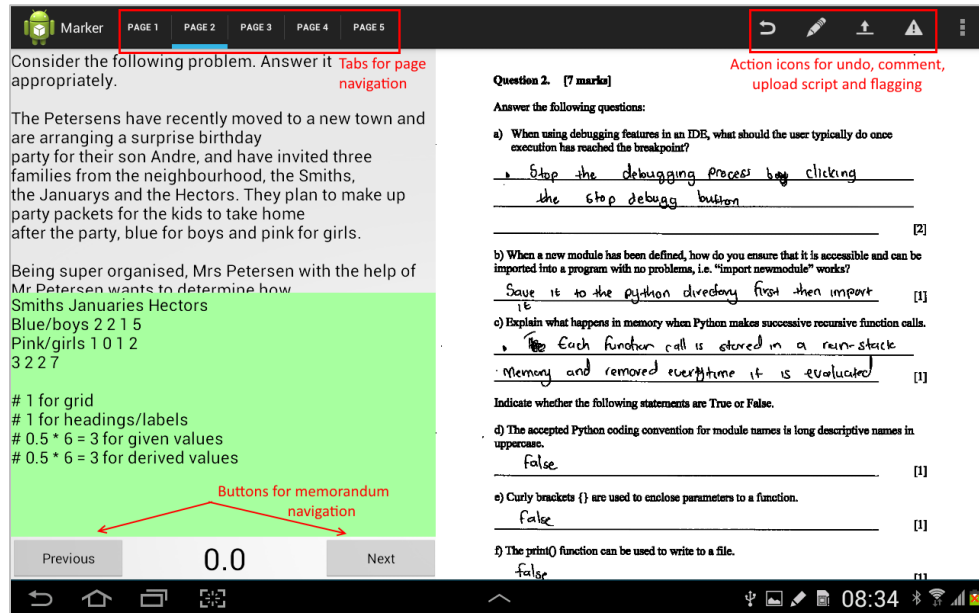 Marker PAGE 1 PAGE 2 PAGE 3 PAGE 4 PAGE 5
Tabs for page
navigation
Action icons for undo, comment,
upload script and flagging
Consider the following problem. Answer it
appropriately.
The Petersens have recently moved to a new town and
are arranging a surprise birthday
party for their son Andre, and have invited three
families from the neighbourhood, the Smiths,
the Januarys and the Hectors. They plan to make up
party packets for the kids to take home
after the party, blue for boys and pink for girls.
Being super organised, Mrs Petersen with the help of
Mr Petersen wants to determine how
Smiths Januaries Hectors
Blue/boys 2 2 1 5
Pink/girls 1 0 1 2
3 2 2 7
# 1 for grid
# 1 for headings/labels
# 0.5 * 6 = 3 for given values
# 0.5 * 6 = 3 for derived values
Buttons for memorandum
navigation
Previous 0.0 Next
Question 2. [7 marks]
Answer the following questions:
a) When using debugging features in an IDE, what should the user typically do once
execution has reached the breakpoint?
Stop the debugging process by clicking
the stop debugg button
[2]
b) When a new module has been defined, how do you ensure that it is accessible and can be
imported into a program with no problems, i.e. "import newmodule" works?
Save it to the python directory first then import
it
[1]
c) Explain what happens in memory when Python makes successive recursive function calls.
Each function call is stored in a stack
Memory and removed everytime it is evaluated
[1]
Indicate whether the following statements are True or False.
d) The accepted Python coding convention for module names is long descriptive names in
uppercase.
False
[1]
e) Curly brackets {} are used to enclose parameters to a function.
False
[1]
f) The print() function can be used to write to a file.
false
[1]
08:34